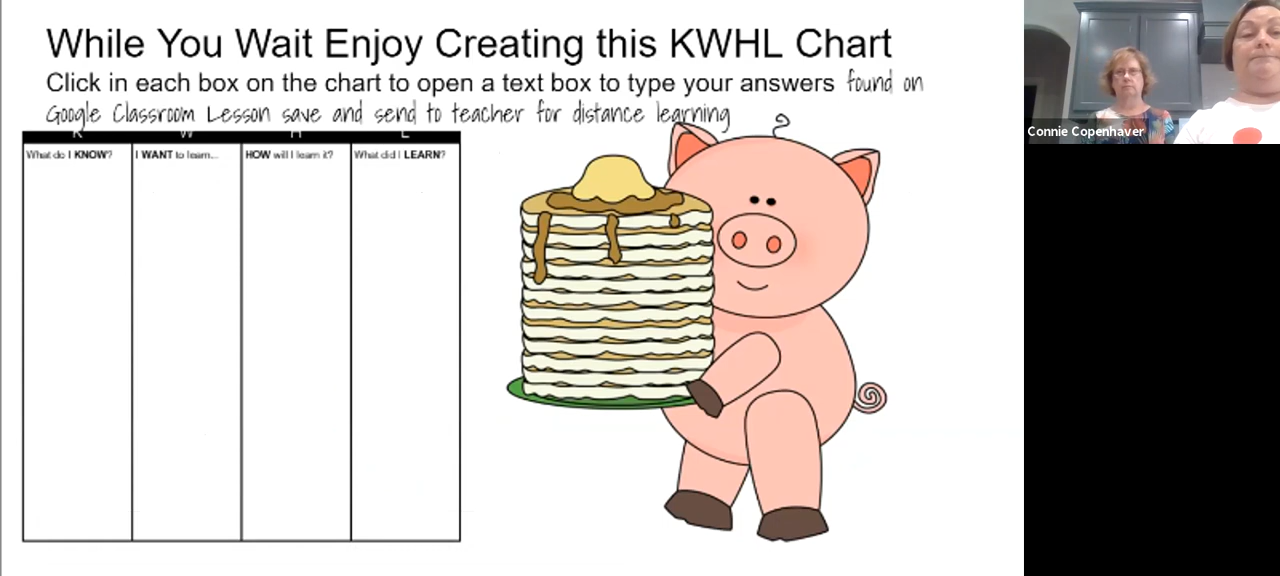 While You Wait Enjoy Creating this KWHL Chart
Click in each box on the chart to open a text box to type your answers found on
Google Classroom Lesson save and send to teacher for distance learning
K W H L
What do I KNOW? I WANT to learn... HOW will I learn it? What did I LEARN?
Connie Copenhaver